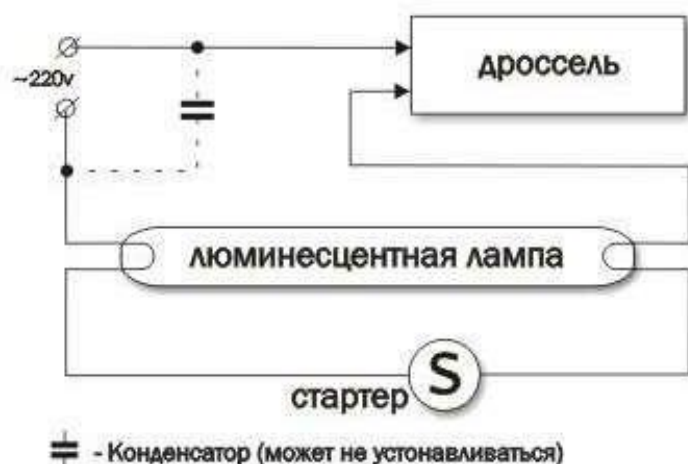 дроссель
~220v
люминесцентная лампа
S
стартер
- Конденсатор (может не устонавливаться)